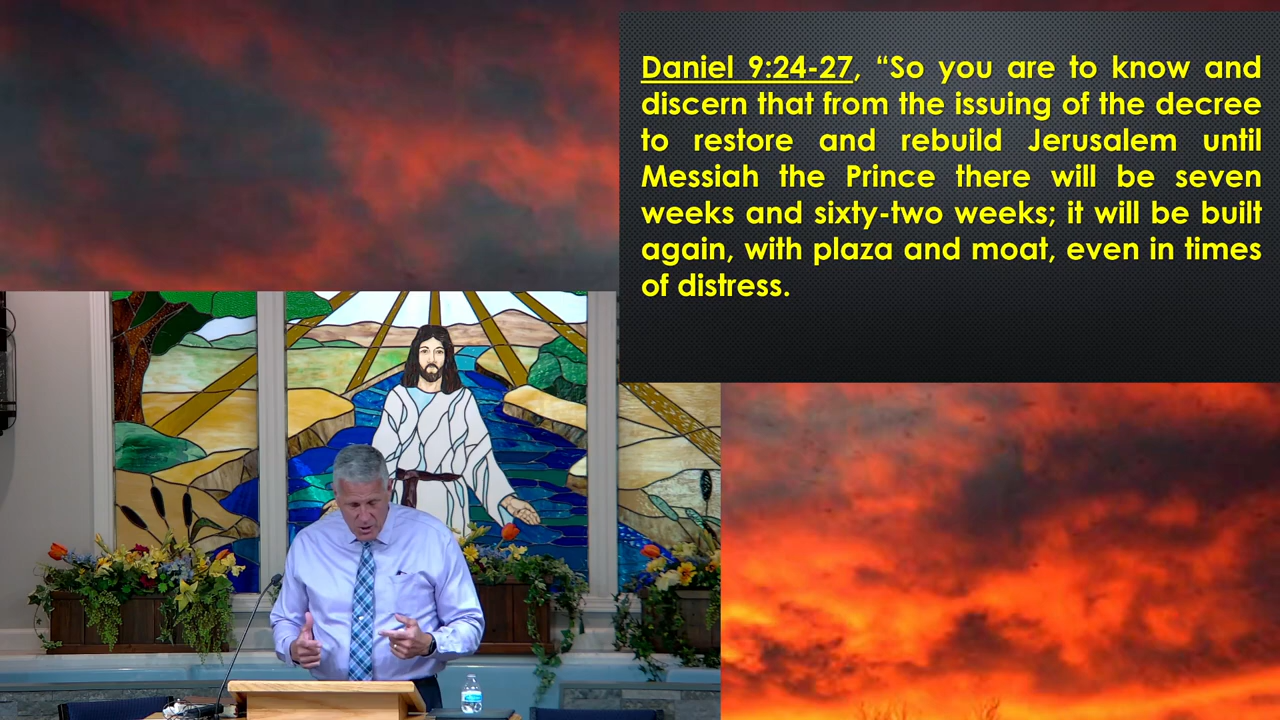 Daniel 9:24-27, “So you are to know and
discern that from the issuing of the decree
to restore and rebuild Jerusalem until
Messiah the Prince there will be seven
weeks and sixty-two weeks; it will be built
again, with plaza and moat, even in times
of distress.